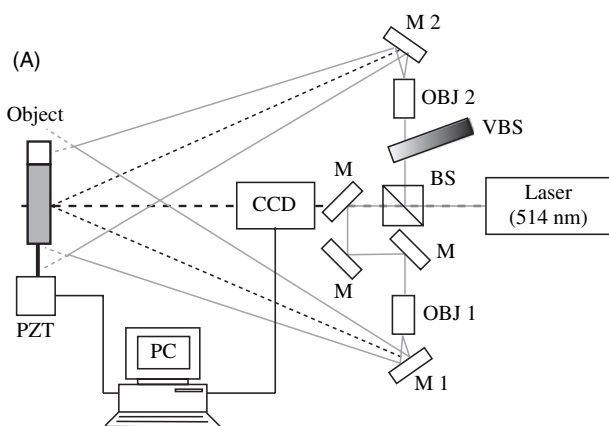 (A)
M 2
OBJ 2
Object
VBS
M
BS
CCD
Laser
(514 nm)
M
M
OBJ 1
PZT
PC
M 1